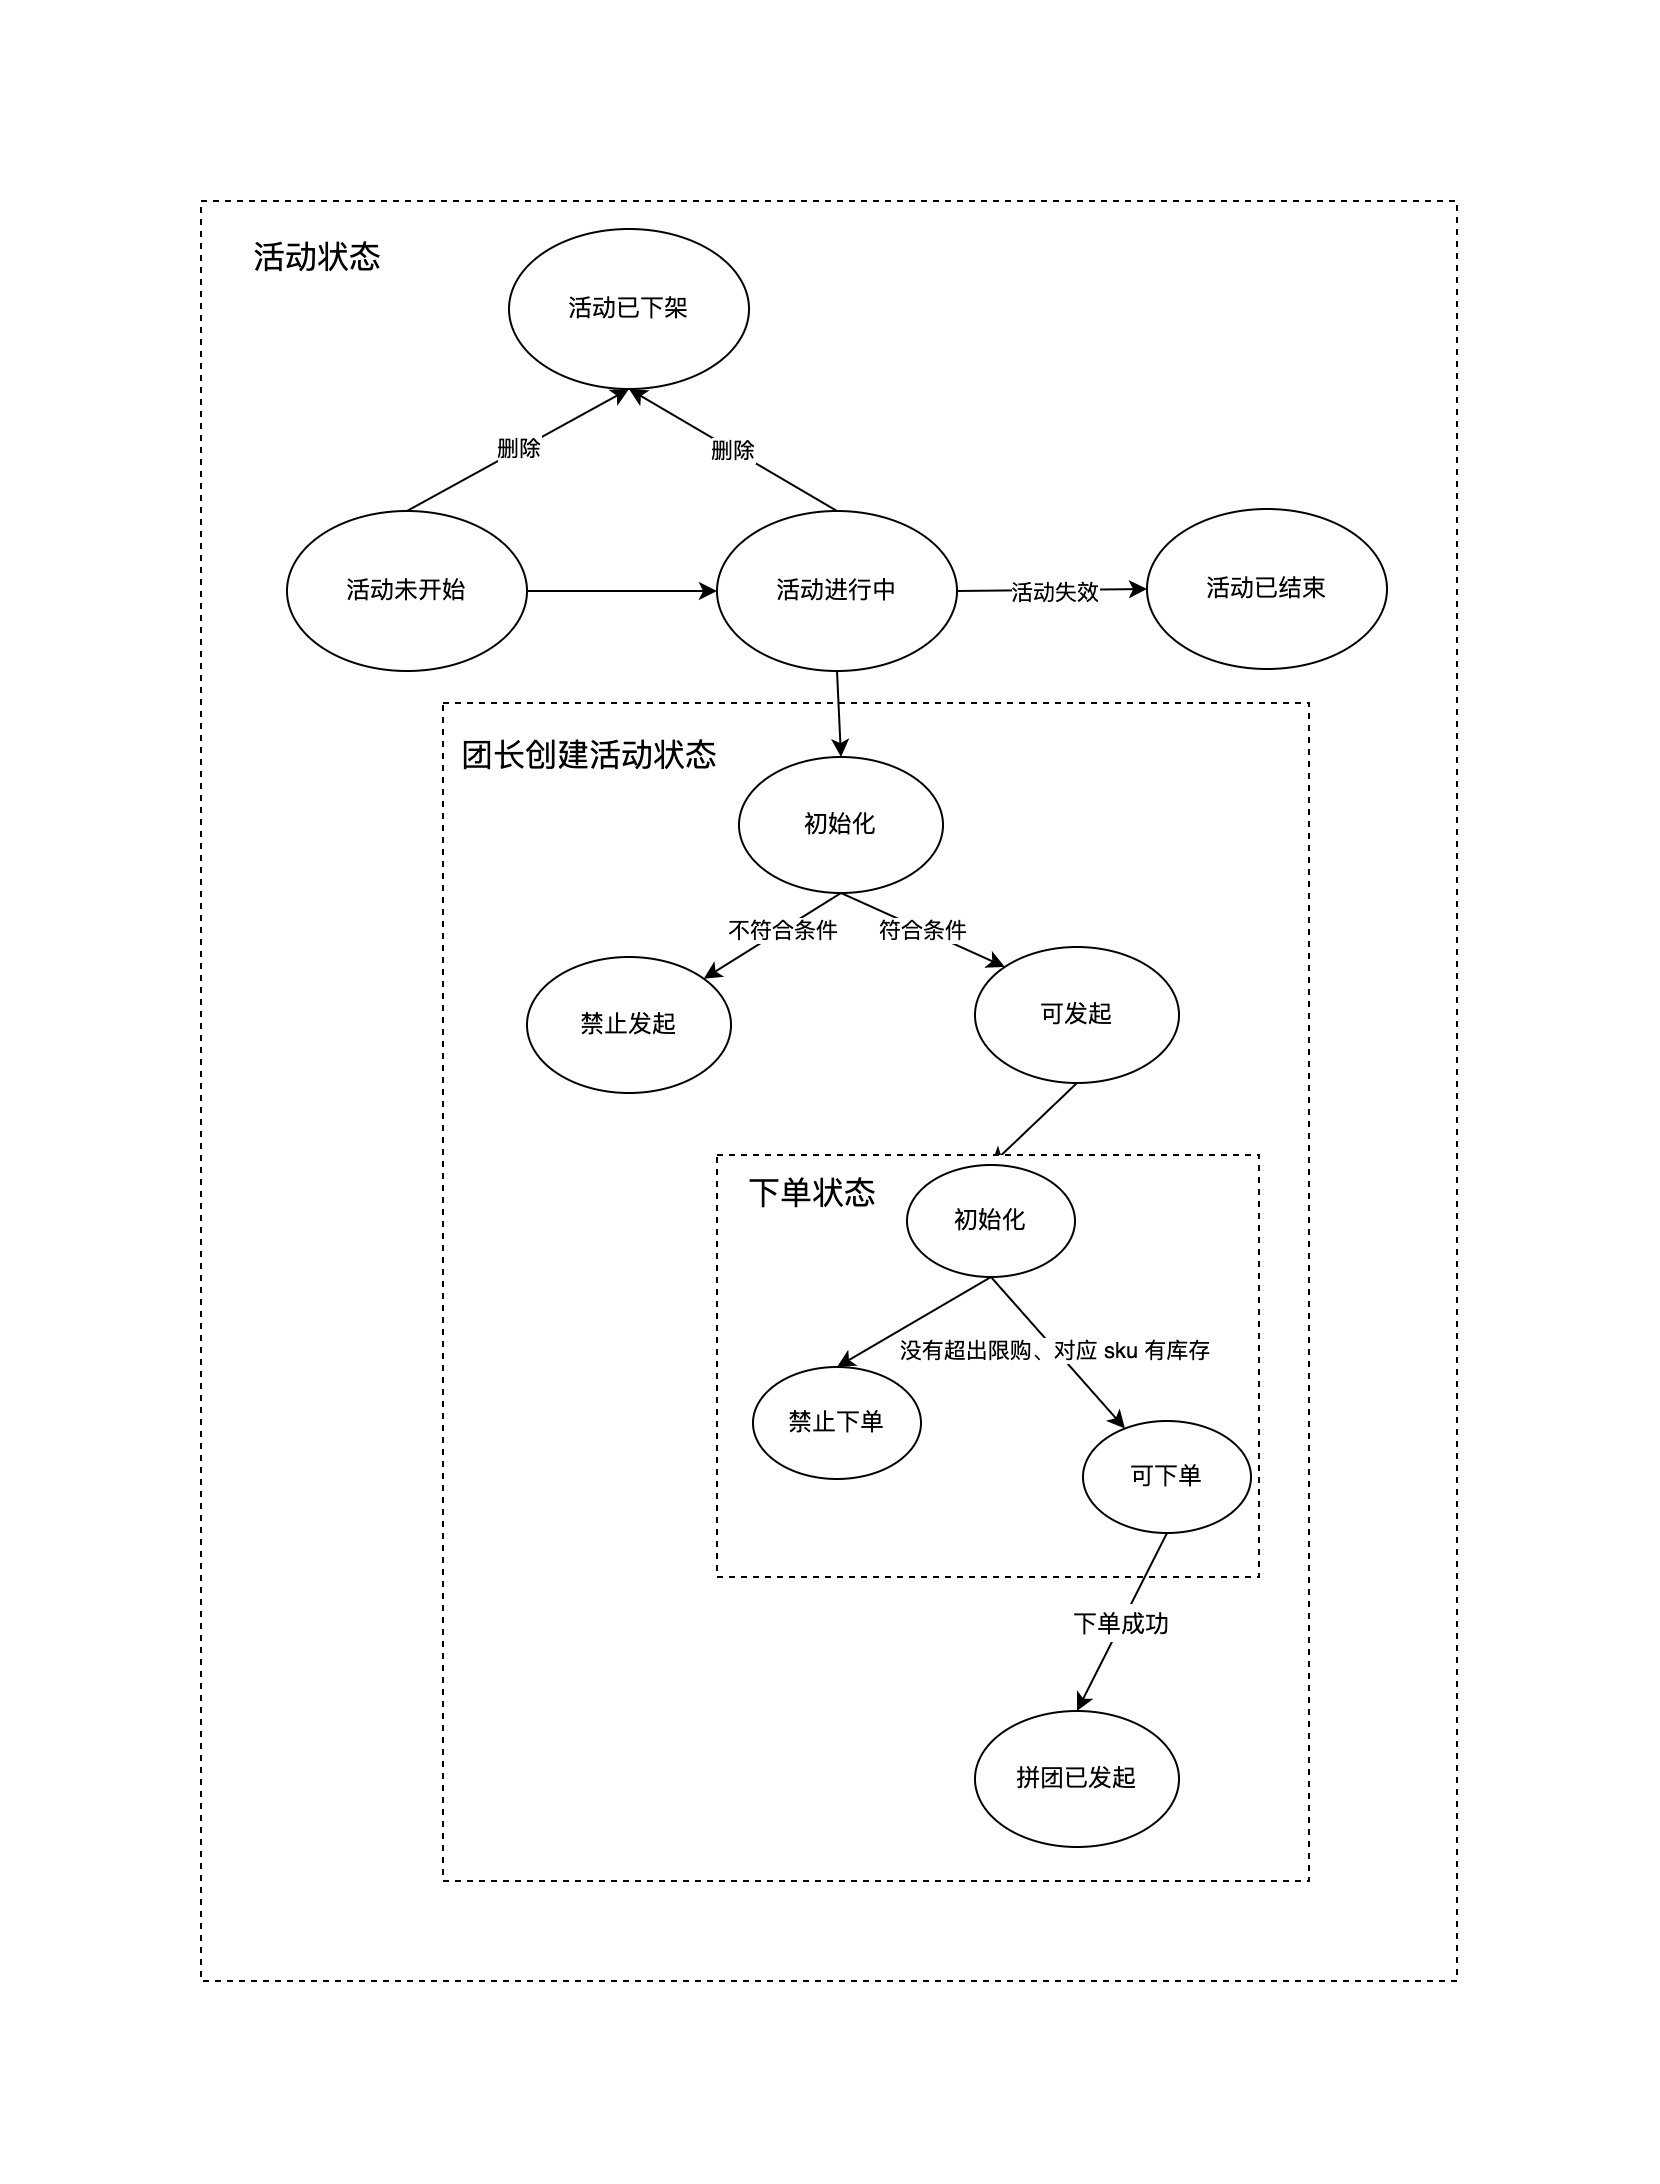 活动状态
活动已下架
删除
删除
活动未开始
活动进行中
活动失效
活动已结束
团长创建活动状态
初始化
不符合条件
符合条件
禁止发起
可发起
下单状态
初始化
没有超出限购、对应 sku 有库存
禁止下单
可下单
下单成功
拼团已发起